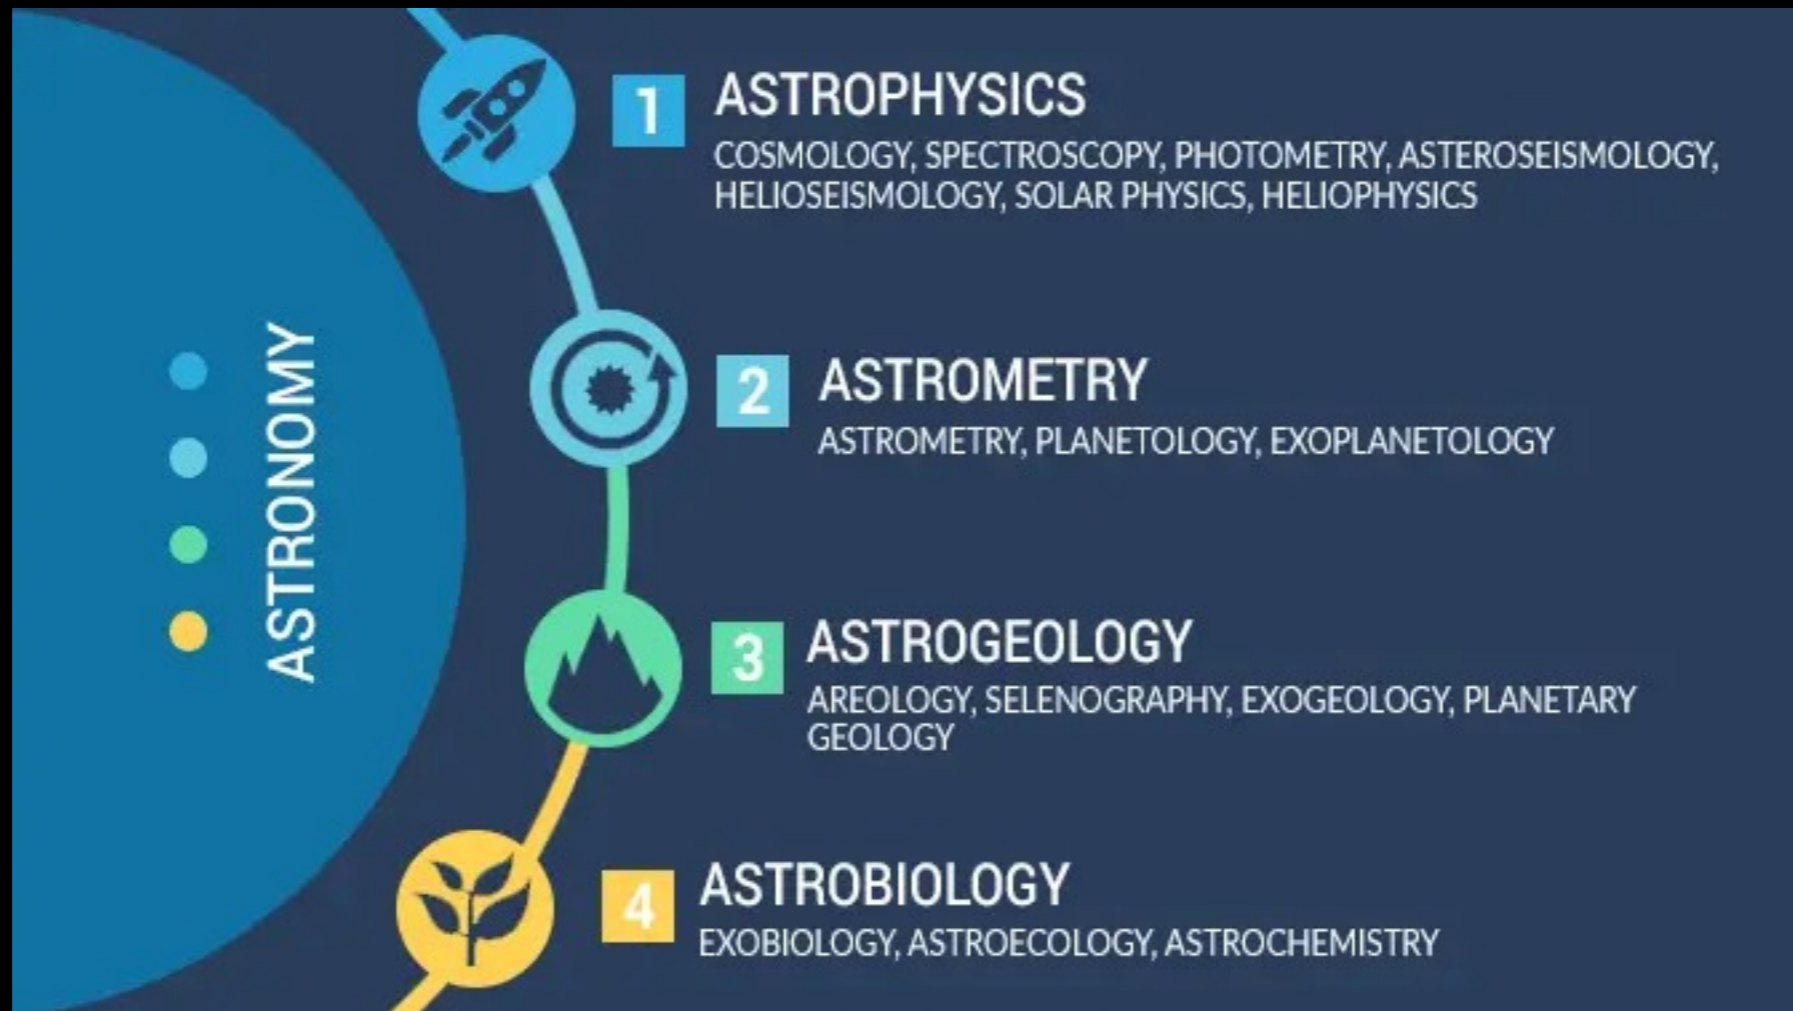 ASTRONOMY
1
ASTROPHYSICS
COSMOLOGY, SPECTROSCOPY, PHOTOMETRY, ASTEROSEISMOLOGY,
HELIOSEISMOLOGY, SOLAR PHYSICS, HELIOPHYSICS
2
ASTROMETRY
ASTROMETRY, PLANETOLOGY, EXOPLANETOLOGY
3
ASTROGEOLOGY
AREOLOGY, SELENOGRAPHY, EXOGEOLOGY, PLANETARY
GEOLOGY
4
ASTROBIOLOGY
EXOBIOLOGY, ASTROECOLOGY, ASTROCHEMISTRY